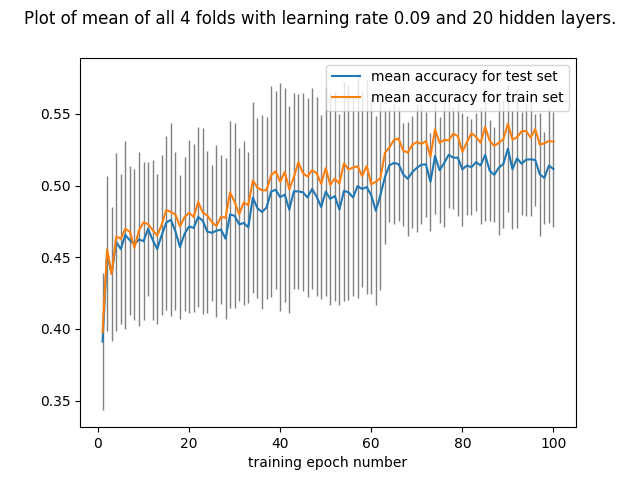 Plot of mean of all 4 folds with learning rate 0.09 and 20 hidden layers.
mean accuracy for test set
mean accuracy for train set
0.55
0.50
0.45
0.40
0.35
0
20
40
60
80
100
training epoch number